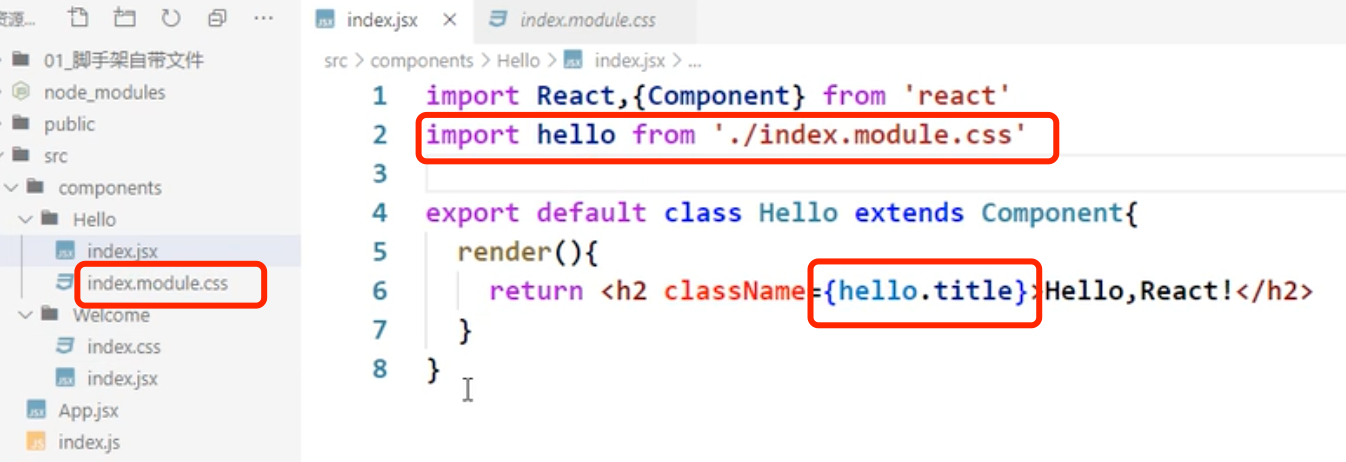 资源...
index.jsx
index.module.css
01_脚手架自带文件
node_modules
public
src
components
Hello
index.jsx
index.module.css
Welcome
index.css
index.jsx
App.jsx
JS index.js
src > components > Hello > index.jsx > ...
1 import React,{Component} from 'react'
2 import hello from './index.module.css'
3
4 export default class Hello extends Component{
5 render(){
6 return <h2 className={hello.title}>Hello,React!</h2>
7 }
8 }